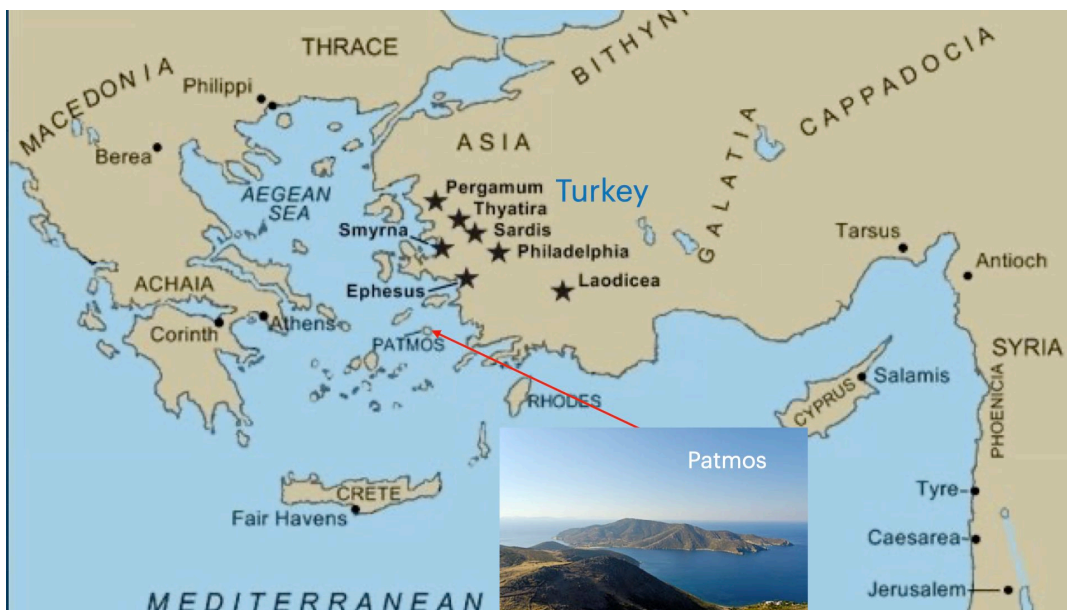 THRACE
BITHYN
MACEDONIA
Philippi
CAPPADOCIA
Berea
ASIA
GALATIA
AEGEAN
SEA
Pergamum
Turkey
Thyatira
Smyrna
Sardis
Philadelphia
Tarsus
Antioch
ACHAIA
Ephesus
Laodicea
Corinth
Athens
PATMOS
SYRIA
RHODES
CYPRUS
Salamis
PHOENICIA
Patmos
CRETE
Tyre
Fair Havens
Caesarea
Jerusalem
MEDITERRANEAN